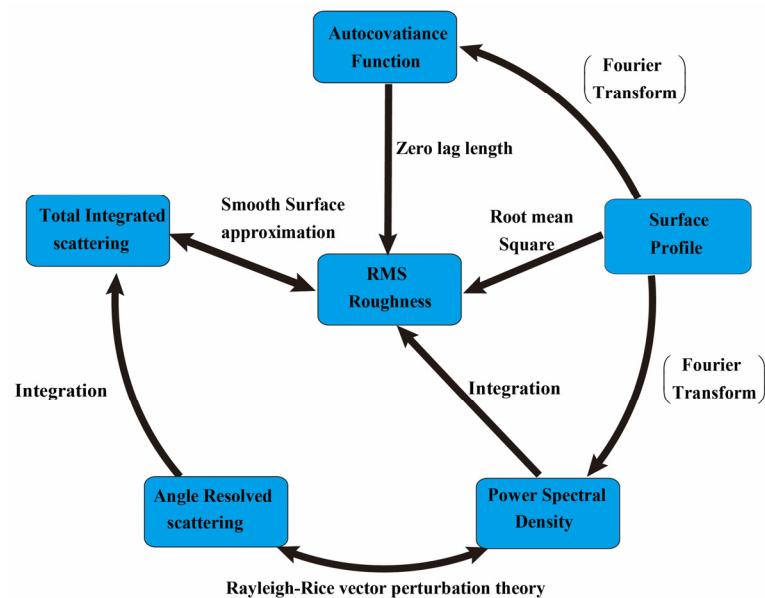 Autocovatiance
Function
Fourier
Transform
Zero lag length
Total Integrated
scattering
Smooth Surface
approximation
Root mean
Square
Surface
Profile
RMS
Roughness
Fourier
Transform
Integration
Integration
Angle Resolved
scattering
Power Spectral
Density
Rayleigh-Rice vector perturbation theory